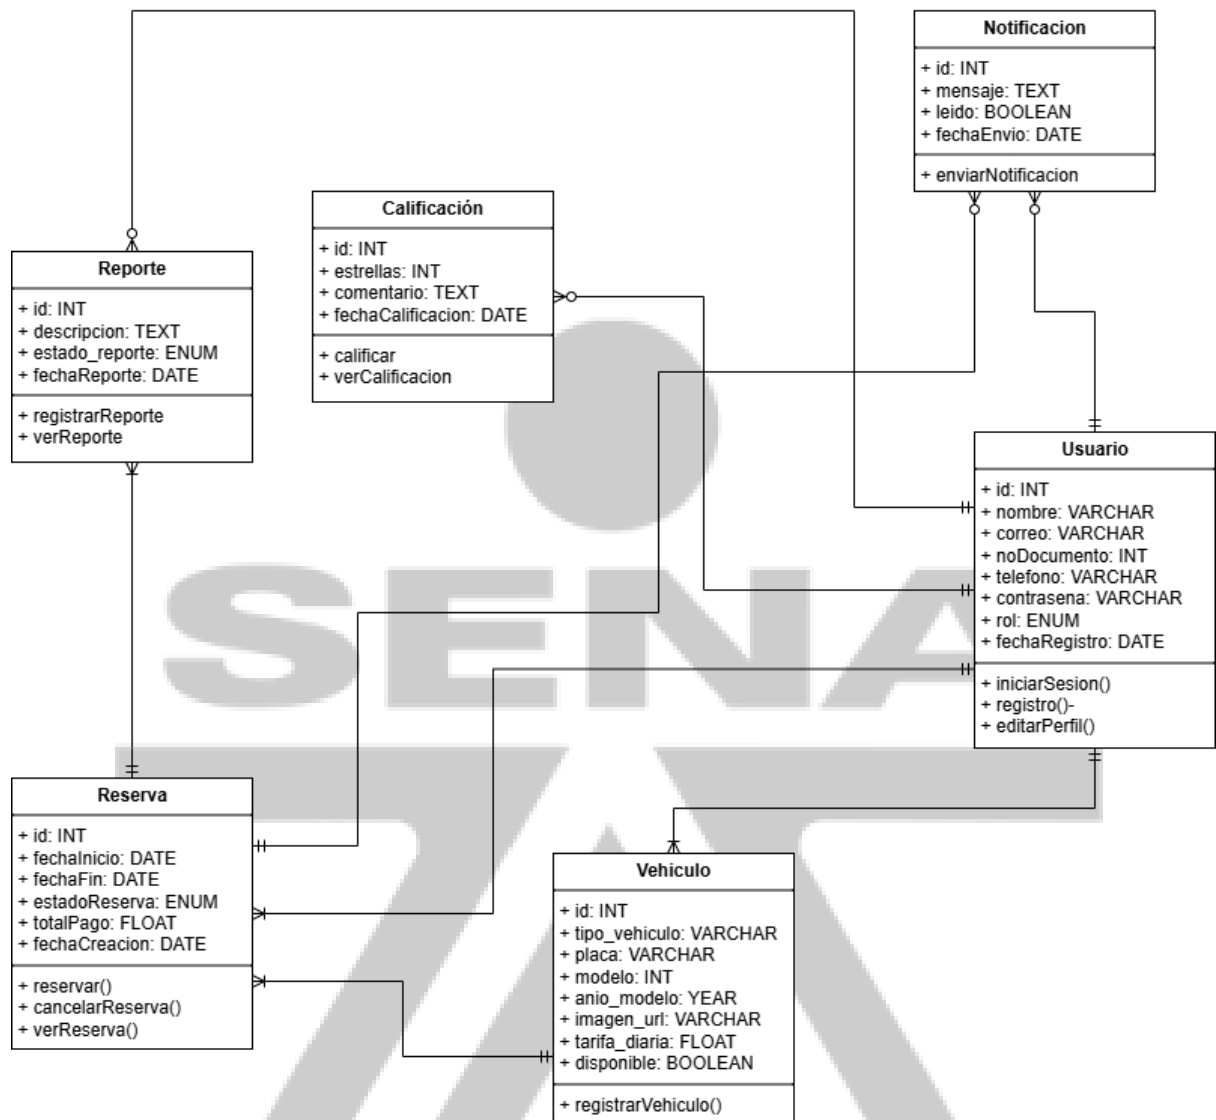 Notificacion
+ id: INT
+ mensaje: TEXT
+ leido: BOOLEAN
+ fechaEnvio: DATE
+ enviarNotificacion
Calificación
+ id: INT
+ estrellas: INT
+ comentario: TEXT
+ fechaCalificacion: DATE
+ calificar
+ verCalificacion
Reporte
+ id: INT
+ descripcion: TEXT
+ estado_reporte: ENUM
+ fechaReporte: DATE
+ registrarReporte
+ verReporte
Usuario
+ id: INT
+ nombre: VARCHAR
+ correo: VARCHAR
+ noDocumento: INT
+ telefono: VARCHAR
+ contrasena: VARCHAR
+ rol: ENUM
+ fechaRegistro: DATE
+ iniciarSesion()
+ registro()-
+ editarPerfil()
SENA
Reserva
+ id: INT
+ fechaInicio: DATE
+ fechaFin: DATE
+ estadoReserva: ENUM
+ totalPago: FLOAT
+ fechaCreacion: DATE
+ reservar()
+ cancelarReserva()
+ verReserva()
Vehiculo
+ id: INT
+ tipo_vehiculo: VARCHAR
+ placa: VARCHAR
+ modelo: INT
+ anio_modelo: YEAR
+ imagen_url: VARCHAR
+ tarifa_diaria: FLOAT
+ disponible: BOOLEAN
+ registrarVehiculo()